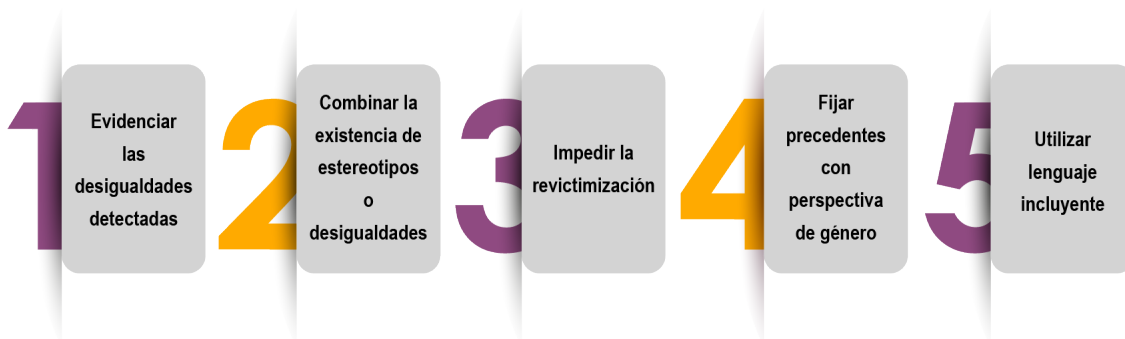 1
Evidenciar
las
desigualdades
detectadas
2
Combinar la
existencia de
estereotipos
o
desigualdades
3
Impedir la
revictimización
4
Fijar
precedentes
con
perspectiva
de género
5
Utilizar
lenguaje
incluyente